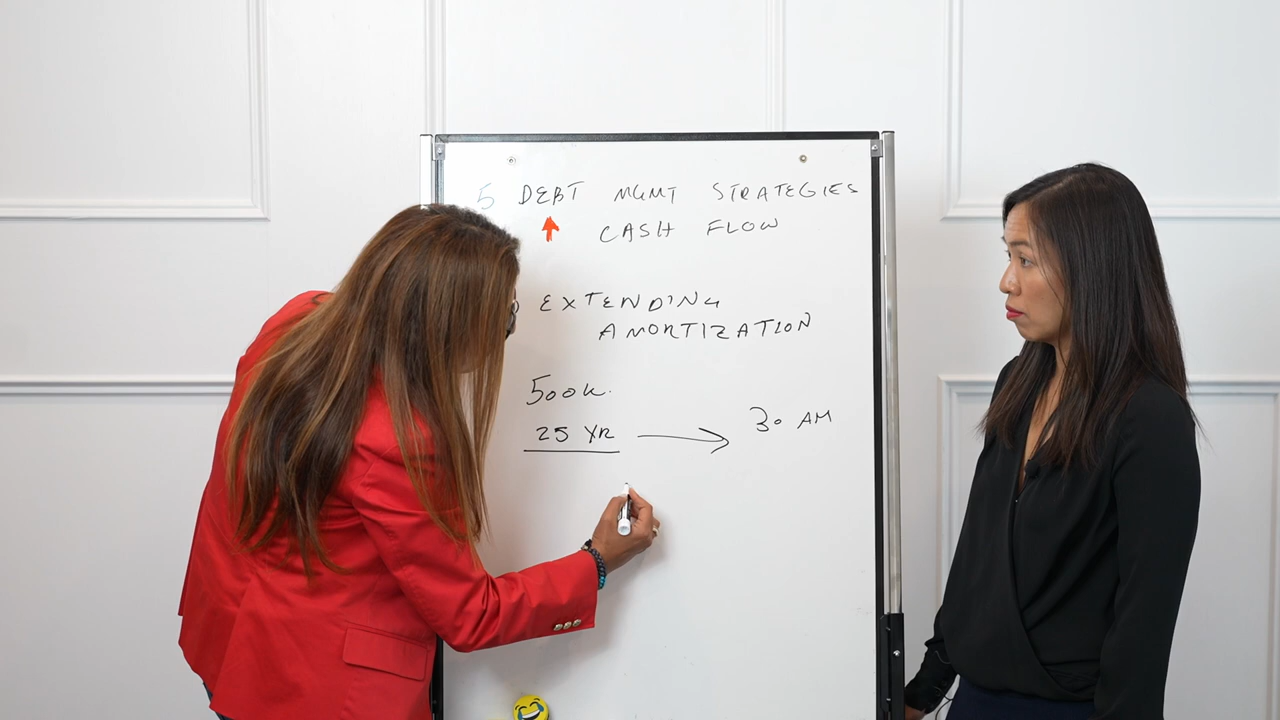 5 DEBT MGMT STRATEGIES
CASH FLOW
EXTENDING
AMORTIZATION
500K.
25 YR
30 AM